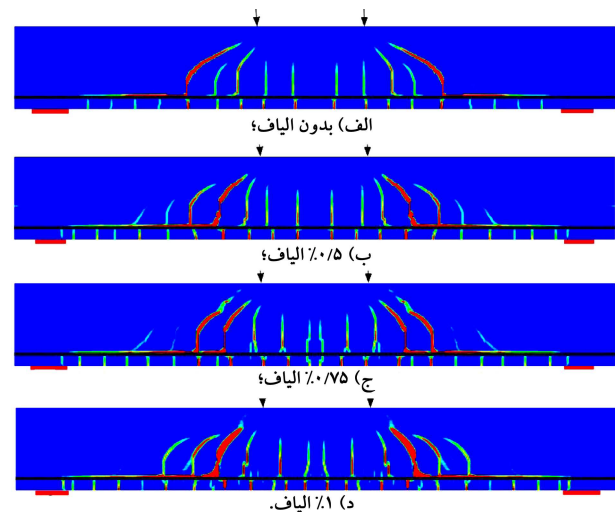 الف) بدون الیاف؛
ب) ۰/۵٪ الیاف؛
ج) ۰/۷۵٪ الیاف؛
د) ۱٪ الیاف.